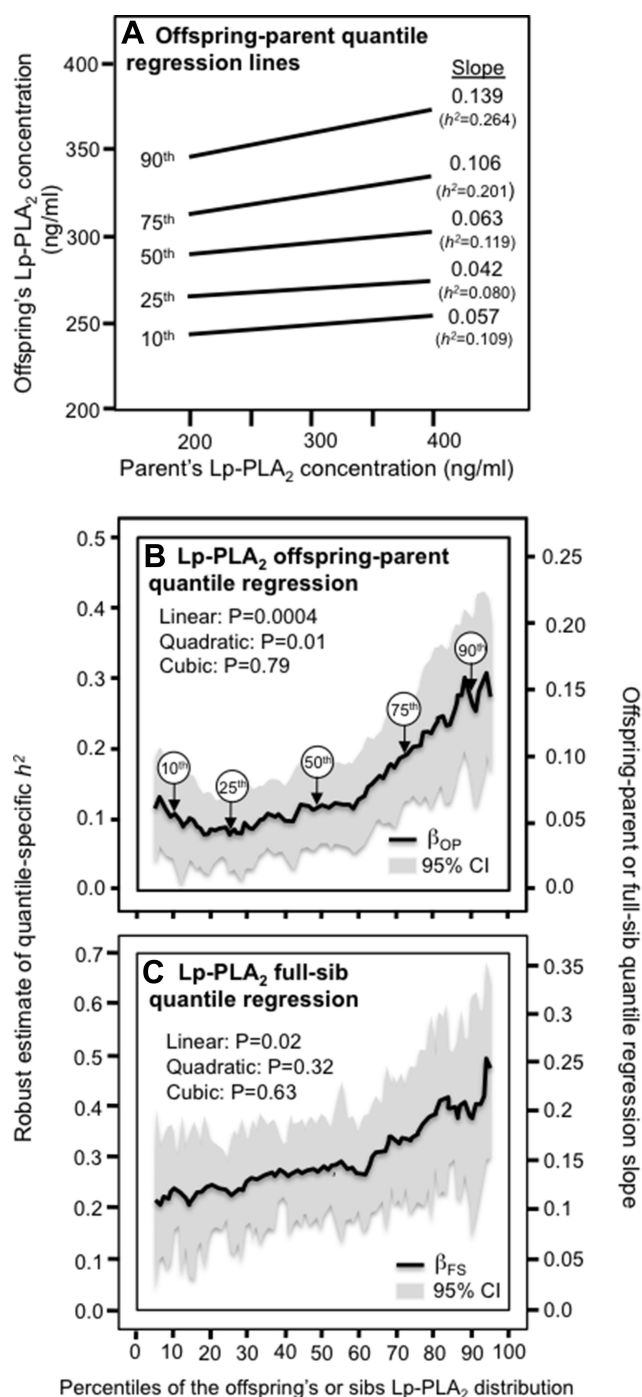 A Offspring-parent quantile
regression lines
Offspring's Lp-PLA₂ concentration
(ng/ml)
400
350
300
250
200
Slope
90th
0.139
(h²=0.264)
75th
0.106
(h²=0.201)
50th
0.063
(h²=0.119)
25th
0.042
(h²=0.080)
10th
0.057
(h²=0.109)
200 300 400
Parent's Lp-PLA₂ concentration (ng/ml)
Robust estimate of quantile-specific h²
Offspring-parent or full-sib quantile regression slope
B Lp-PLA₂ offspring-parent
quantile regression
Linear: P=0.0004
Quadratic: P=0.01
Cubic: P=0.79
0.5
0.4
0.3
0.2
0.1
0.0
10th
25th
50th
75th
90th
βOP
95% CI
0.25
0.20
0.15
0.10
0.05
0.0
C Lp-PLA₂ full-sib
quantile regression
Linear: P=0.02
Quadratic: P=0.32
Cubic: P=0.63
0.7
0.6
0.5
0.4
0.3
0.2
0.1
0.0
βFS
95% CI
0.35
0.3
0.25
0.2
0.15
0.1
0.05
0.0
0 10 20 30 40 50 60 70 80 90 100
Percentiles of the offspring's or sibs Lp-PLA₂ distribution